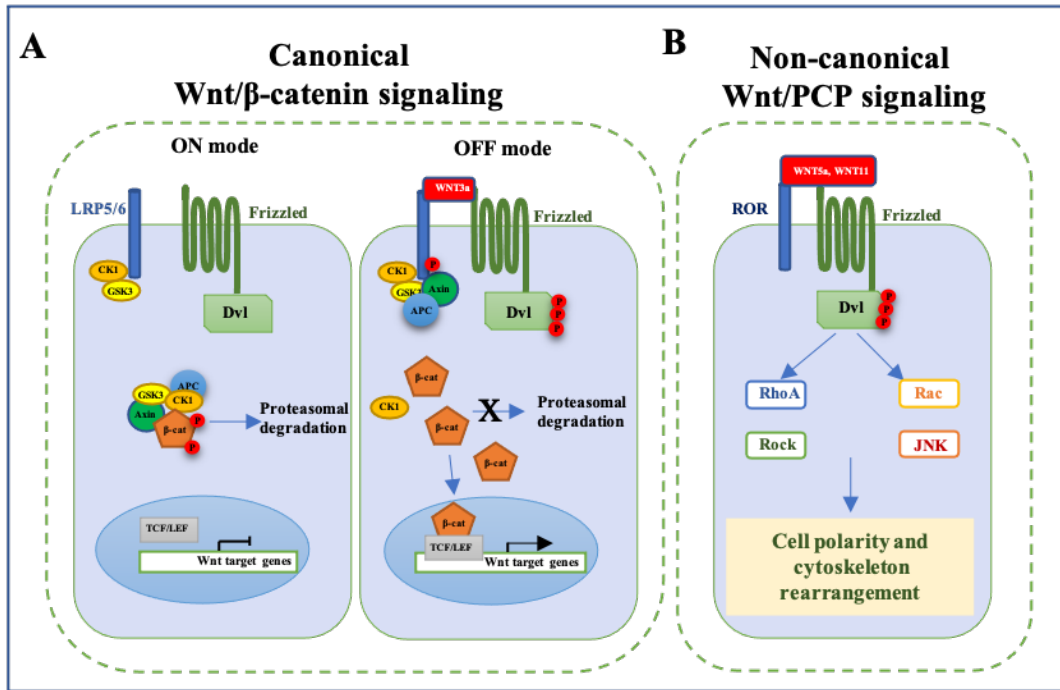 A
Canonical
Wnt/β-catenin signaling
ON mode
OFF mode
LRP5/6
Frizzled
CK1
GSK3
Dvl
APC
GSK3
CK1
Axin
β-cat
P
P
Proteasomal
degradation
TCF/LEF
Wnt target genes
WNT3a
Frizzled
P
CK1
Axin
APC
Dvl
P
P
P
β-cat
CK1
β-cat
X
Proteasomal
degradation
β-cat
β-cat
TCF/LEF
Wnt target genes
B
Non-canonical
Wnt/PCP signaling
WNT5a, WNT11
ROR
Frizzled
Dvl
P
P
P
RhoA
Rac
Rock
JNK
Cell polarity and
cytoskeleton
rearrangement